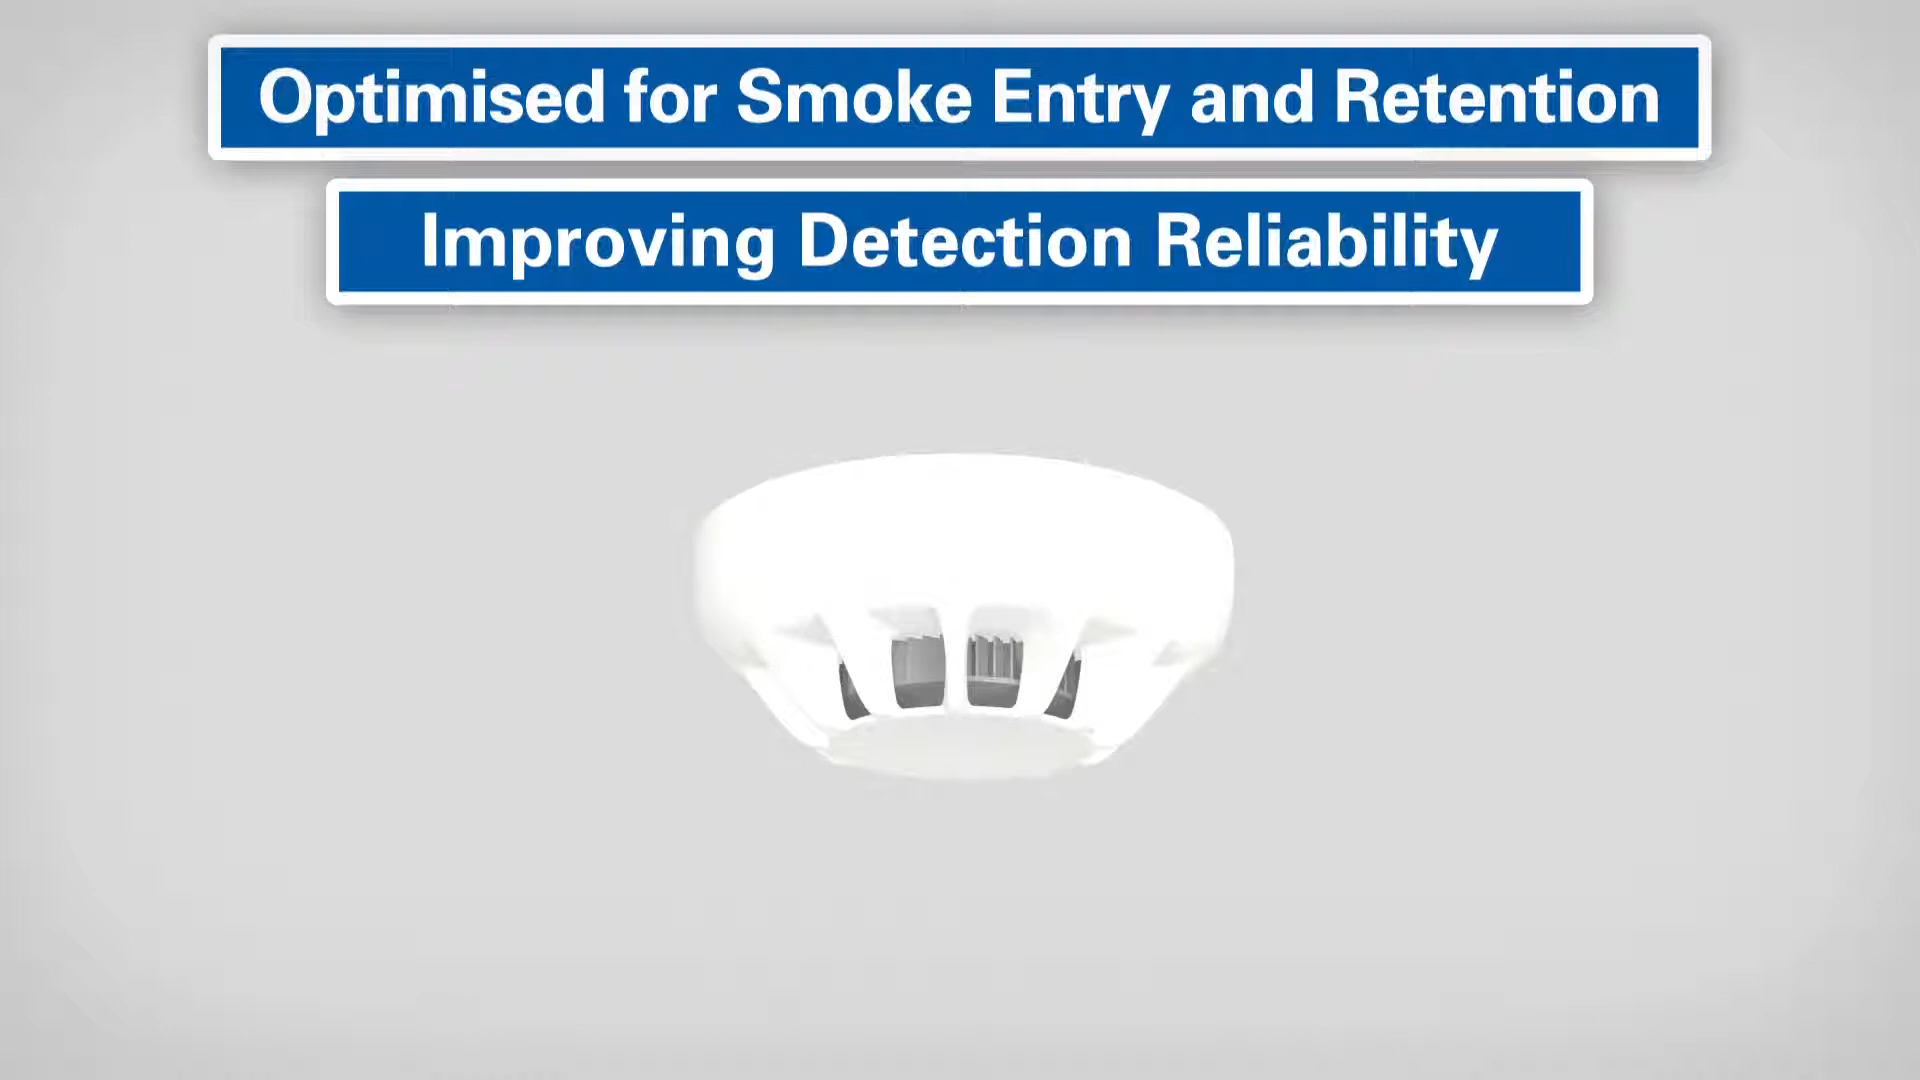 Optimised for Smoke Entry and Retention
Improving Detection Reliability